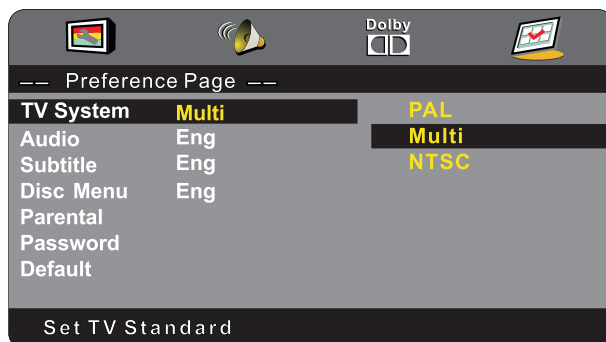 Dolby
-- Preference Page --
TV System Multi PAL
Audio Eng Multi
Subtitle Eng NTSC
Disc Menu Eng
Parental
Password
Default
Set TV Standard